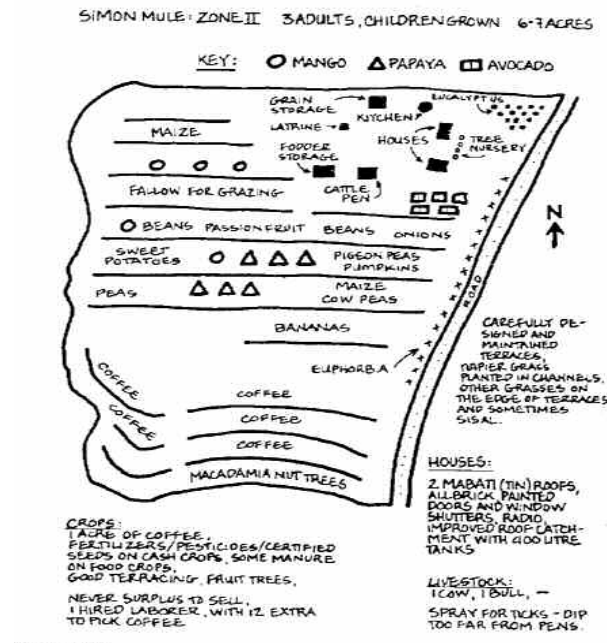 SIMON MULE: ZONE II 3 ADULTS, CHILDREN GROWN 6-7 ACRES
KEY: MANGO PAPAYA AVOCADO
GRAIN STORAGE
KITCHEN
EUCALYPTUS
LATRINE
HOUSES
TREE NURSERY
MAIZE
FODDER STORAGE
CATTLE PEN
FALLOW FOR GRAZING
N
BEANS PASSIONFRUIT BEANS ONIONS
SWEET POTATOES
PIGEON PEAS
PUMPKINS
PEAS
MAIZE
COW PEAS
ROAD
BANANAS
EUPHORBIA
CAREFULLY DE-
SIGNED AND
MAINTAINED
TERRACES,
NAPIER GRASS
PLANTED IN CHANNELS.
OTHER GRASSES ON
THE EDGE OF TERRACES
AND SOMETIMES
SISAL.
COFFEE
COFFEE
COFFEE
COFFEE
COFFEE
MACADAMIA NUT TREES
HOUSES:
2 MABATI (TIN) ROOFS,
ALL BRICK, PAINTED
DOORS AND WINDOW
SHUTTERS, RADIO,
IMPROVED ROOF CATCH-
MENT WITH 400 LITRE
TANKS
CROPS:
1 ACRE OF COFFEE,
FERTILIZERS/PESTICIDES/CERTIFIED
SEEDS ON CASH CROPS, SOME MANURE
ON FOOD CROPS,
GOOD TERRACING, FRUIT TREES,
NEVER SURPLUS TO SELL,
1 HIRED LABORER, WITH 12 EXTRA
TO PICK COFFEE
LIVESTOCK:
1 COW, 1 BULL, —
SPRAY FOR TICKS - DIP
TOO FAR FROM PENS.